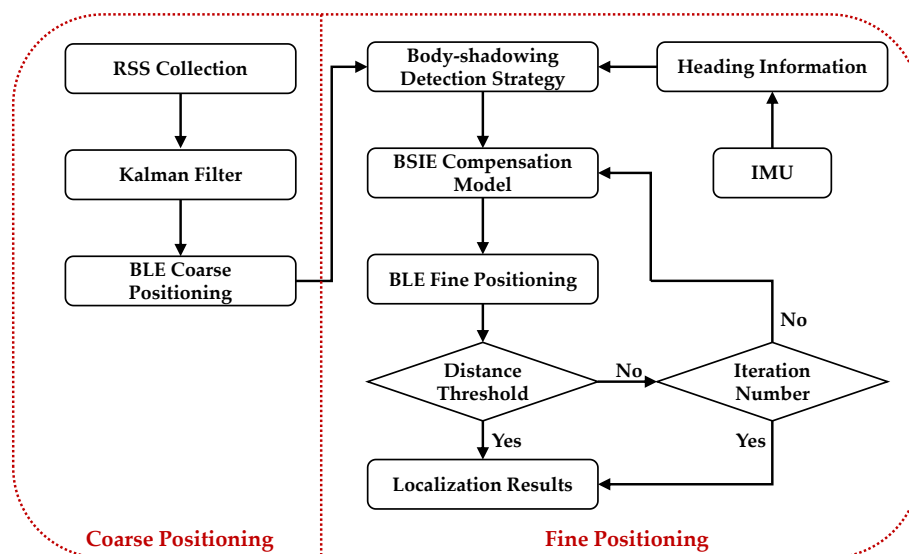 RSS Collection
Kalman Filter
BLE Coarse
Positioning
Coarse Positioning
Body-shadowing
Detection Strategy
Heading Information
BSIE Compensation
Model
IMU
BLE Fine Positioning
No
Distance
Threshold
No
Iteration
Number
Yes
Yes
Localization Results
Fine Positioning